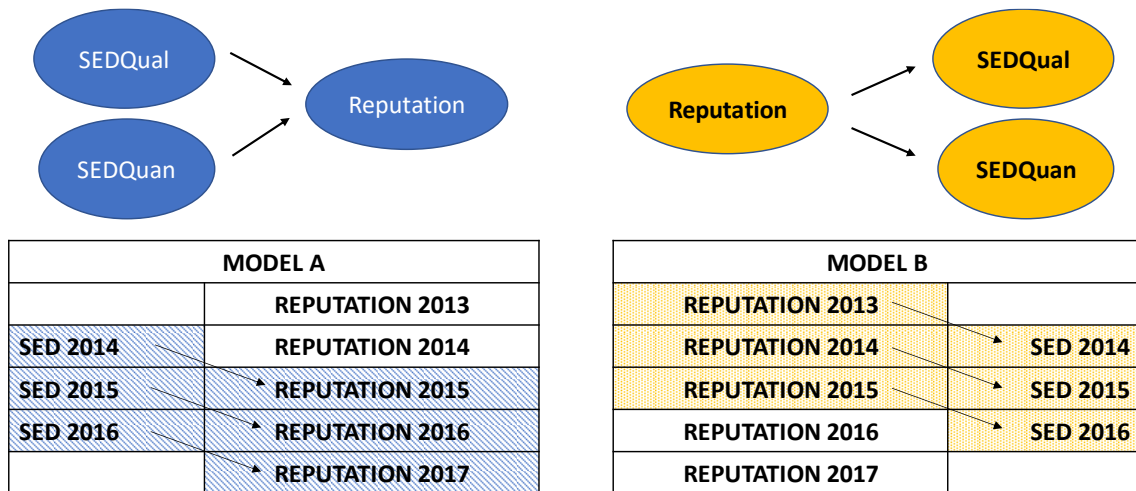 SEDQual
SEDQuan
Reputation
Reputation
SEDQual
SEDQuan
MODEL A
REPUTATION 2013
SED 2014 REPUTATION 2014
SED 2015 REPUTATION 2015
SED 2016 REPUTATION 2016
REPUTATION 2017
MODEL B
REPUTATION 2013
REPUTATION 2014 SED 2014
REPUTATION 2015 SED 2015
REPUTATION 2016 SED 2016
REPUTATION 2017